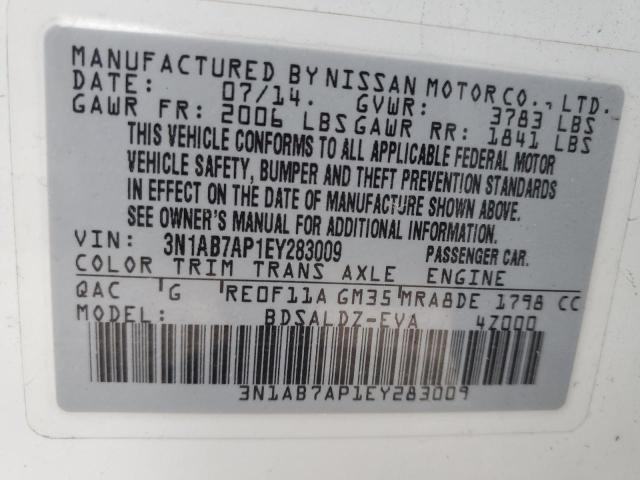 MANUFACTURED BY NISSAN MOTOR CO., LTD.
DATE: 07/14. GVWR: 3783 LBS
GAWR FR: 2006 LBS GAWR RR: 1841 LBS
THIS VEHICLE CONFORMS TO ALL APPLICABLE FEDERAL MOTOR
VEHICLE SAFETY, BUMPER AND THEFT PREVENTION STANDARDS
IN EFFECT ON THE DATE OF MANUFACTURE SHOWN ABOVE.
SEE OWNER'S MANUAL FOR ADDITIONAL INFORMATION.
VIN: 3N1AB7AP1EY283009 PASSENGER CAR.
COLOR TRIM TRANS AXLE ENGINE
QAC G RE0F11A GM35 MRA8DE 1798 CC
MODEL: BDSALDZ-EVA 4Z000
3N1AB7AP1EY283009